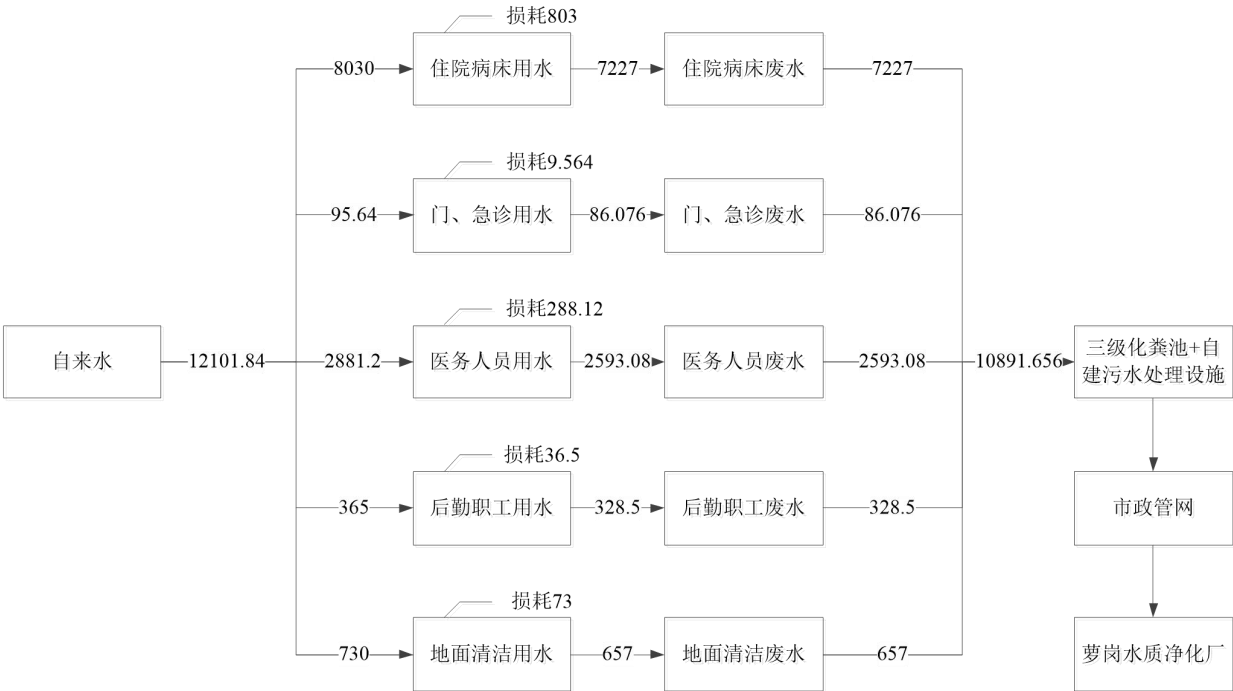 损耗803
8030
住院病床用水
7227
住院病床废水
7227
损耗9.564
95.64
门、急诊用水
86.076
门、急诊废水
86.076
损耗288.12
自来水
12101.84
2881.2
医务人员用水
2593.08
医务人员废水
2593.08
10891.656
三级化粪池+自
建污水处理设施
损耗36.5
365
后勤职工用水
328.5
后勤职工废水
328.5
市政管网
损耗73
730
地面清洁用水
657
地面清洁废水
657
萝岗水质净化厂